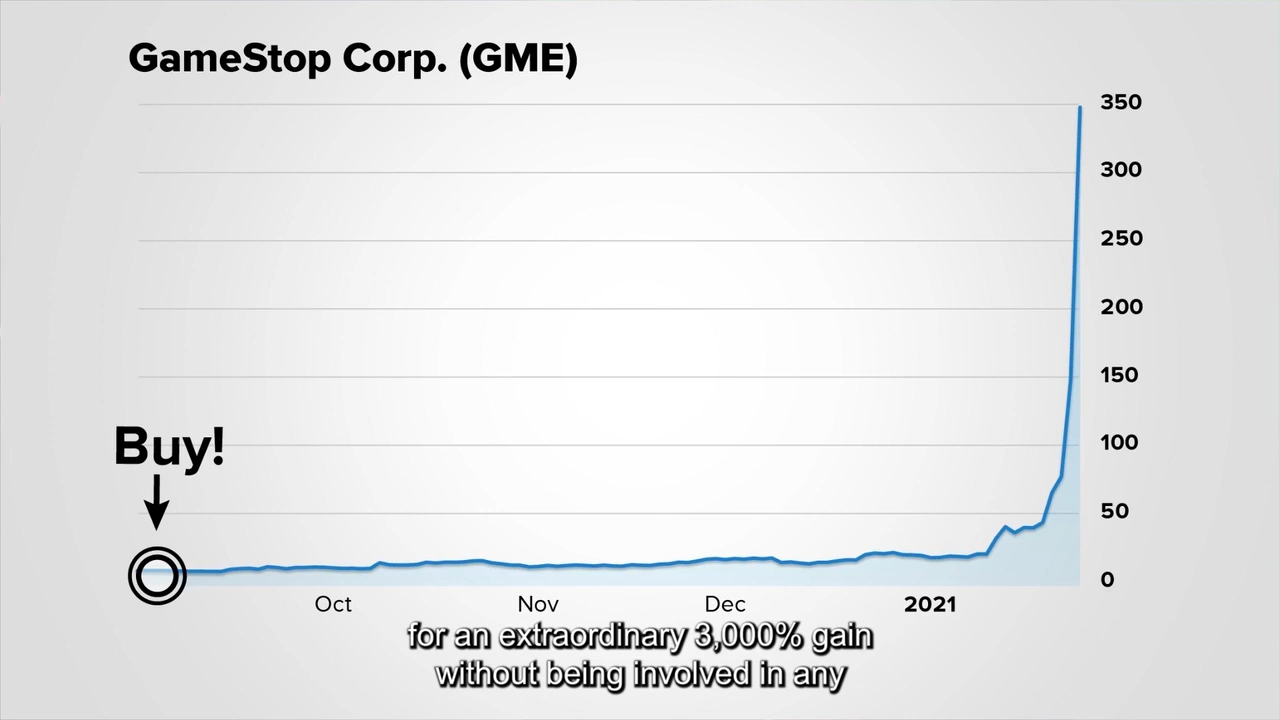 GameStop Corp. (GME)
350
300
250
200
150
100
50
0
Buy!
Oct Nov Dec 2021
for an extraordinary 3,000% gain
without being involved in any